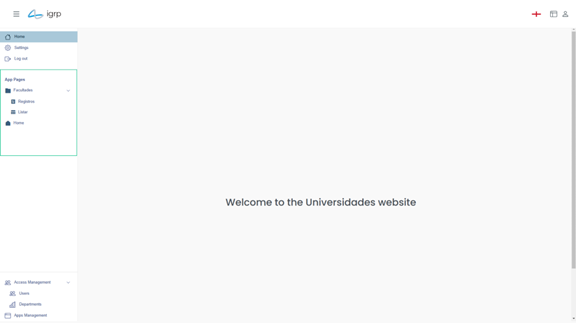 igrp
Home
Settings
Log out
App Pages
Faculdades
Registros
Listar
Home
Welcome to the Universidades website
Access Management
Users
Departments
Apps Management